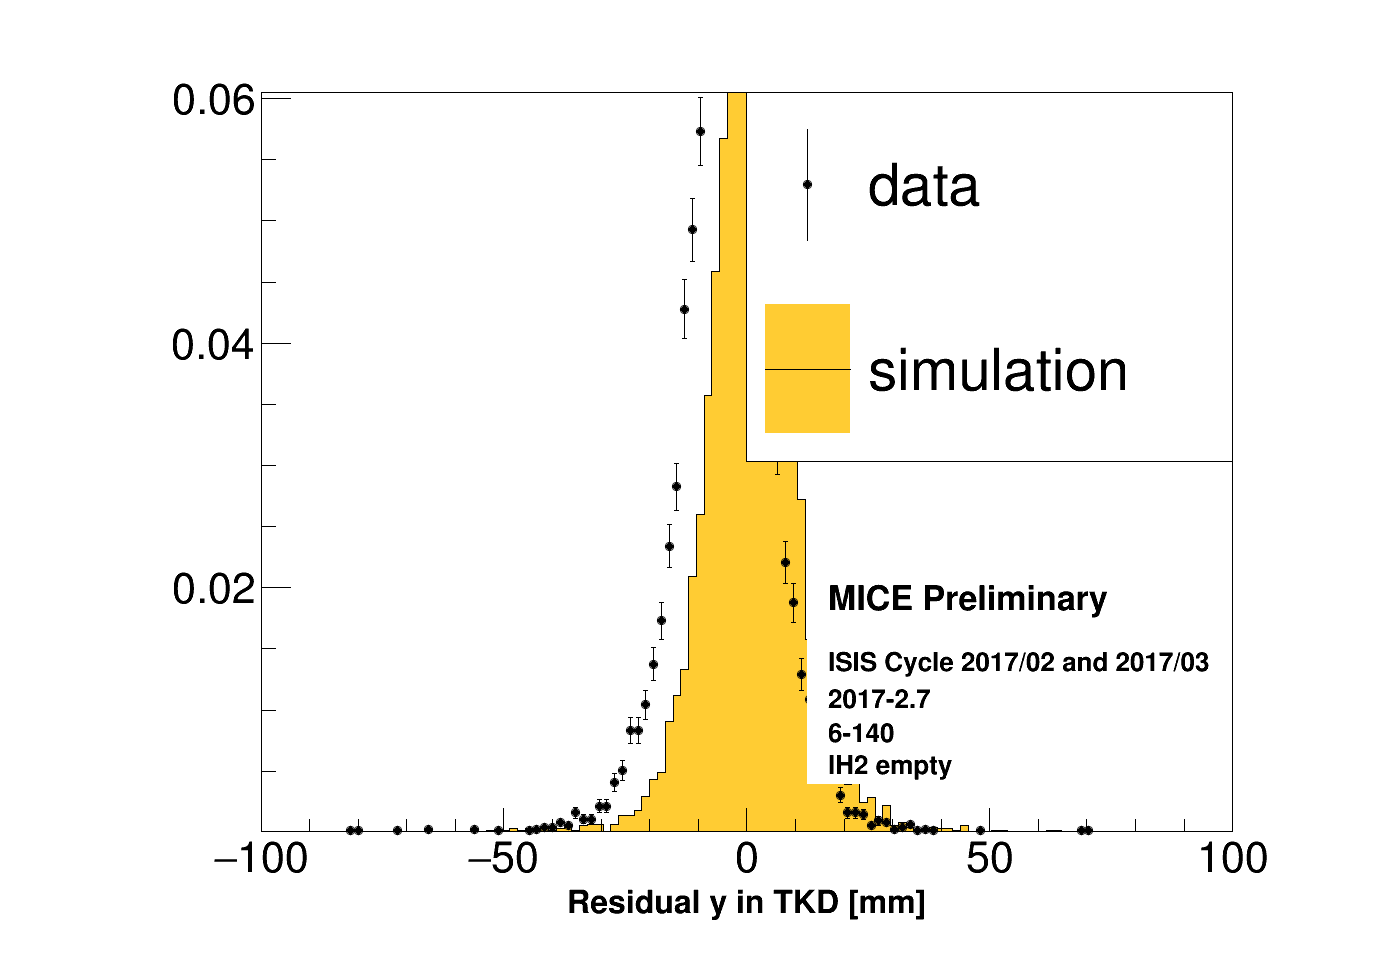 0.06
data
0.04
simulation
0.02
MICE Preliminary
ISIS Cycle 2017/02 and 2017/03
2017-2.7
6-140
IH2 empty
−100 −50 0 50 100
Residual y in TKD [mm]